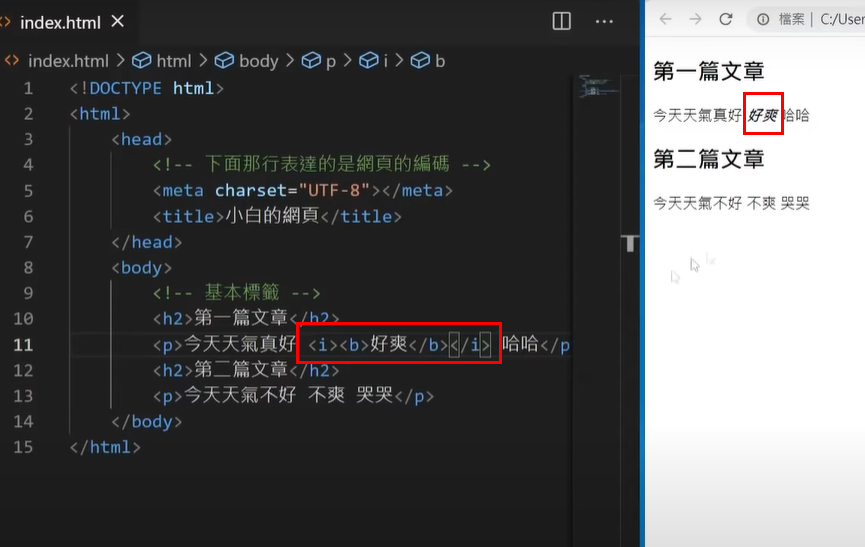 index.html
index.html > html > body > p > i > b
1 <!DOCTYPE html>
2 <html>
3 <head>
4 <!-- 下面那行表達的是網頁的編碼 -->
5 <meta charset="UTF-8"></meta>
6 <title>小白的網頁</title>
7 </head>
8 <body>
9 <!-- 基本標籤 -->
10 <h2>第一篇文章</h2>
11 <p>今天天氣真好 <i><b>好爽</b></i> 哈哈</p
12 <h2>第二篇文章</h2>
13 <p>今天天氣不好 不爽 哭哭</p>
14 </body>
15 </html>
檔案 | C:/User
第一篇文章
今天天氣真好 好爽 哈哈
第二篇文章
今天天氣不好 不爽 哭哭